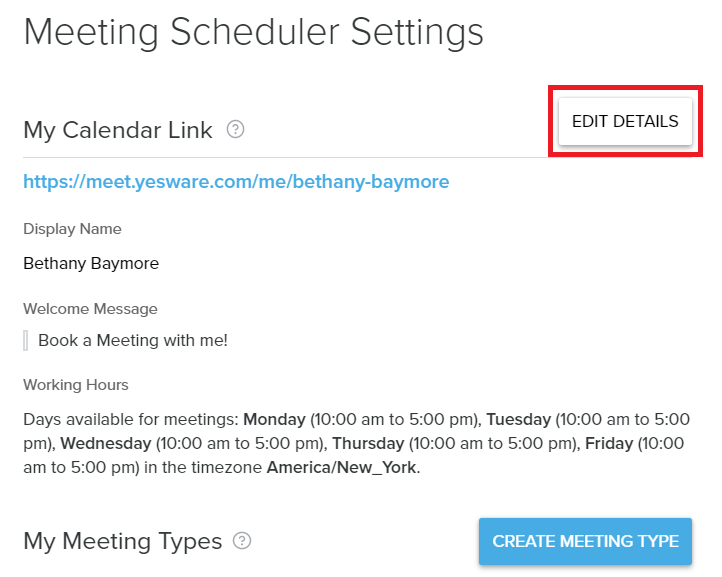 Meeting Scheduler Settings
My Calendar Link ?
EDIT DETAILS
https://meet.yesware.com/me/bethany-baymore
Display Name
Bethany Baymore
Welcome Message
Book a Meeting with me!
Working Hours
Days available for meetings: Monday (10:00 am to 5:00 pm), Tuesday (10:00 am to 5:00
pm), Wednesday (10:00 am to 5:00 pm), Thursday (10:00 am to 5:00 pm), Friday (10:00
am to 5:00 pm) in the timezone America/New_York.
My Meeting Types ?
CREATE MEETING TYPE